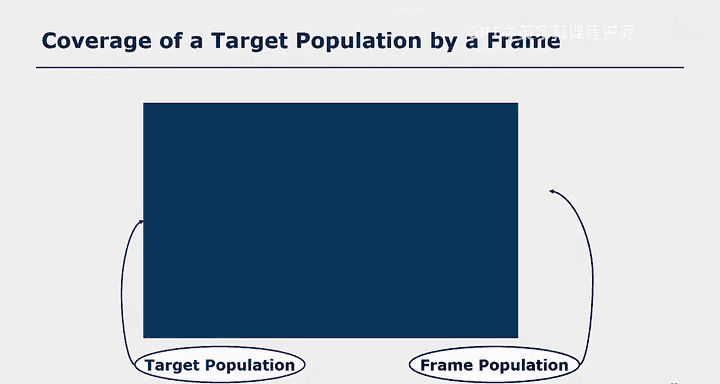 Coverage of a Target Population by a Frame
Target Population
Frame Population